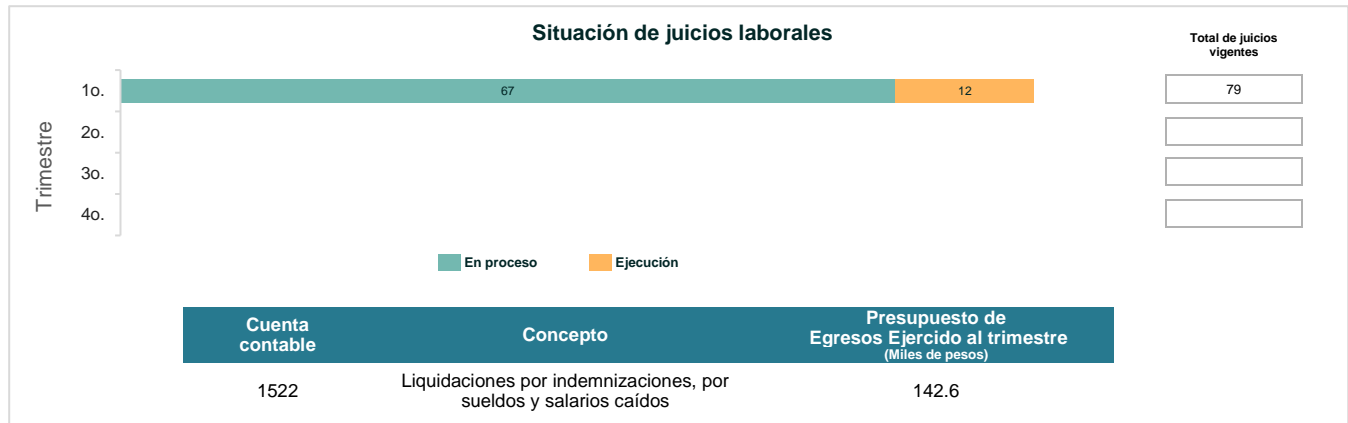 Situación de juicios laborales
Total de juicios
vigentes
Trimestre
1o.
67
12
79
2o.
3o.
4o.
En proceso
Ejecución
Cuenta
contable
Concepto
Presupuesto de
Egresos Ejercido al trimestre
(Miles de pesos)
1522
Liquidaciones por indemnizaciones, por
sueldos y salarios caídos
142.6